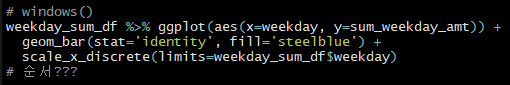 # windows()
weekday_sum_df %>% ggplot(aes(x=weekday, y=sum_weekday_amt)) +
  geom_bar(stat='identity', fill='steelblue') +
  scale_x_discrete(limits=weekday_sum_df$weekday)
# 순서???